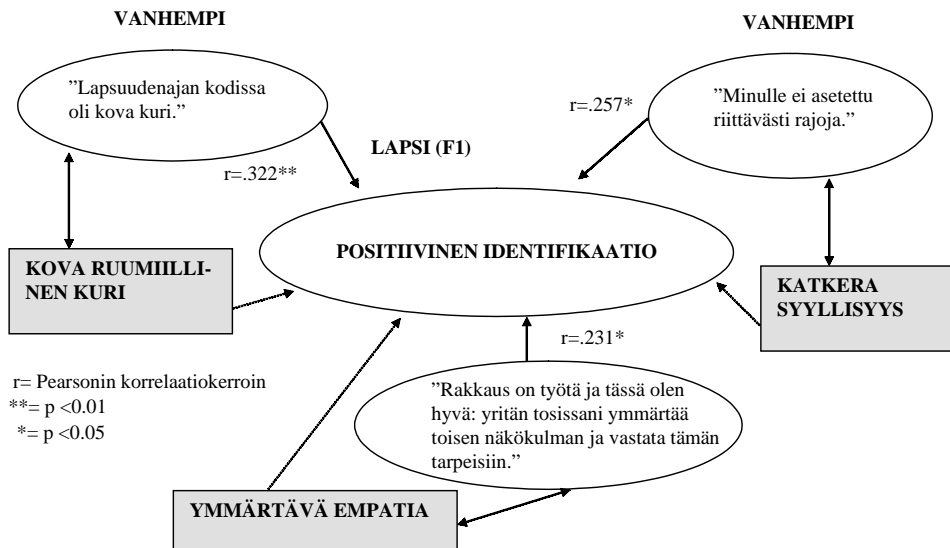 VANHEMPI
VANHEMPI
”Lapsuudenajan kodissa
oli kova kuri.”
r=.257*
”Minulle ei asetettu
riittävästi rajoja.”
LAPSI (F1)
r=.322**
POSITIIVINEN IDENTIFIKAATIO
KOVA RUUMIILLI-
NEN KURI
KATKERA
SYYLLISYYS
r=.231*
r= Pearsonin korrelaatiokerroin
**= p <0.01
*= p <0.05
”Rakkaus on työtä ja tässä olen
hyvä: yritän tosissani ymmärtää
toisen näkökulman ja vastata tämän
tarpeisiin.”
YMMÄRTÄVÄ EMPATIA